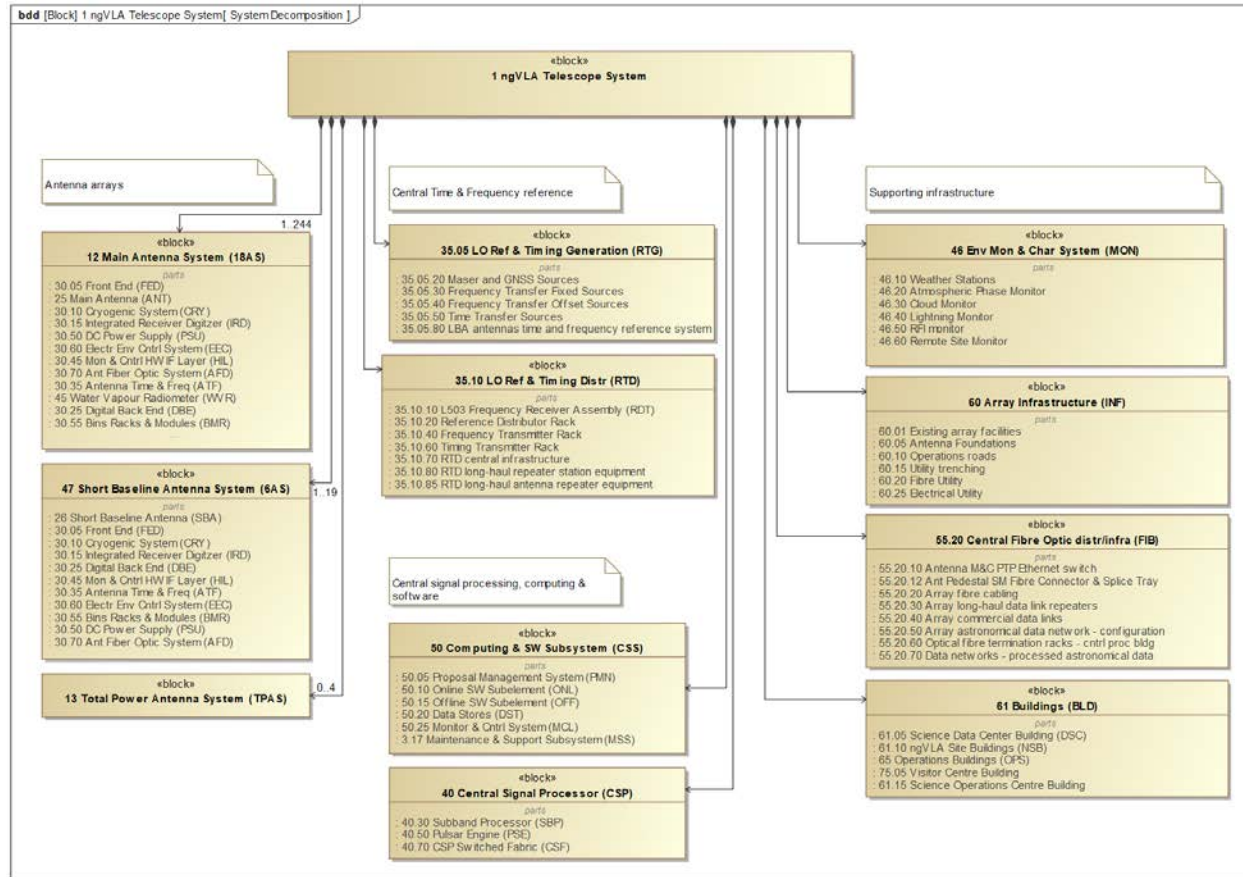 bdd [Block] 1 ngVLA Telescope System[ System Decomposition ]
«block»
1 ngVLA Telescope System
Antenna arrays
1..244
«block»
12 Main Antenna System (18AS)
parts
: 30.05 Front End (FED)
: 25 Main Antenna (ANT)
: 30.10 Cryogenic System (CRY)
: 30.15 Integrated Receiver Digitzer (IRD)
: 30.50 DC Power Supply (PSU)
: 30.60 Electr Env Cntrl System (EEC)
: 30.45 Mon & Cntrl HW IF Layer (HIL)
: 30.70 Ant Fiber Optic System (AFD)
: 30.35 Antenna Time & Freq (ATF)
: 45 Water Vapour Radiometer (WVR)
: 30.25 Digital Back End (DBE)
: 30.55 Bins Racks & Modules (BMR)
...
1..19
«block»
47 Short Baseline Antenna System (6AS)
parts
: 26 Short Baseline Antenna (SBA)
: 30.05 Front End (FED)
: 30.10 Cryogenic System (CRY)
: 30.15 Integrated Receiver Digitzer (IRD)
: 30.25 Digital Back End (DBE)
: 30.45 Mon & Cntrl HW IF Layer (HIL)
: 30.35 Antenna Time & Freq (ATF)
: 30.60 Electr Env Cntrl System (EEC)
: 30.55 Bins Racks & Modules (BMR)
: 30.50 DC Power Supply (PSU)
: 30.70 Ant Fiber Optic System (AFD)
0..4
«block»
13 Total Power Antenna System (TPAS)
Central Time & Frequency reference
«block»
35.05 LO Ref & Timing Generation (RTG)
parts
: 35.05.20 Maser and GNSS Sources
: 35.05.30 Frequency Transfer Fixed Sources
: 35.05.40 Frequency Transfer Offset Sources
: 35.05.50 Time Transfer Sources
: 35.05.80 LBA antennas time and frequency reference system
«block»
35.10 LO Ref & Timing Distr (RTD)
parts
: 35.10.10 L503 Frequency Receiver Assembly (RDT)
: 35.10.20 Reference Distributor Rack
: 35.10.40 Frequency Transmitter Rack
: 35.10.60 Timing Transmitter Rack
: 35.10.70 RTD central infrastructure
: 35.10.80 RTD long-haul repeater station equipment
: 35.10.85 RTD long-haul antenna repeater equipment
Central signal processing, computing &
software
«block»
50 Computing & SW Subsystem (CSS)
parts
: 50.05 Proposal Management System (PMN)
: 50.10 Online SW Subelement (ONL)
: 50.15 Offline SW Subelement (OFF)
: 50.20 Data Stores (DST)
: 50.25 Monitor & Cntrl System (MCL)
: 3.17 Maintenance & Support Subsystem (MSS)
«block»
40 Central Signal Processor (CSP)
parts
: 40.30 Subband Processor (SBP)
: 40.50 Pulsar Engine (PSE)
: 40.70 CSP Switched Fabric (CSF)
Supporting infrastructure
«block»
46 Env Mon & Char System (MON)
parts
: 46.10 Weather Stations
: 46.20 Atmospheric Phase Monitor
: 46.30 Cloud Monitor
: 46.40 Lightning Monitor
: 46.50 RFI monitor
: 46.60 Remote Site Monitor
«block»
60 Array Infrastructure (INF)
parts
: 60.01 Existing array facilities
: 60.05 Antenna Foundations
: 60.10 Operations roads
: 60.15 Utility trenching
: 60.20 Fibre Utility
: 60.25 Electrical Utility
«block»
55.20 Central Fibre Optic distr/infra (FIB)
parts
: 55.20.10 Antenna M&C PTP Ethernet switch
: 55.20.12 Ant Pedestal SM Fibre Connector & Splice Tray
: 55.20.20 Array fibre cabling
: 55.20.30 Array long-haul data link repeaters
: 55.20.40 Array commercial data links
: 55.20.50 Array astronomical data network - configuration
: 55.20.60 Optical fibre termination racks - cntrl proc bldg
: 55.20.70 Data networks - processed astronomical data
«block»
61 Buildings (BLD)
parts
: 61.05 Science Data Center Building (DSC)
: 61.10 ngVLA Site Buildings (NSB)
: 65 Operations Buildings (OPS)
: 75.05 Visitor Centre Building
: 61.15 Science Operations Centre Building